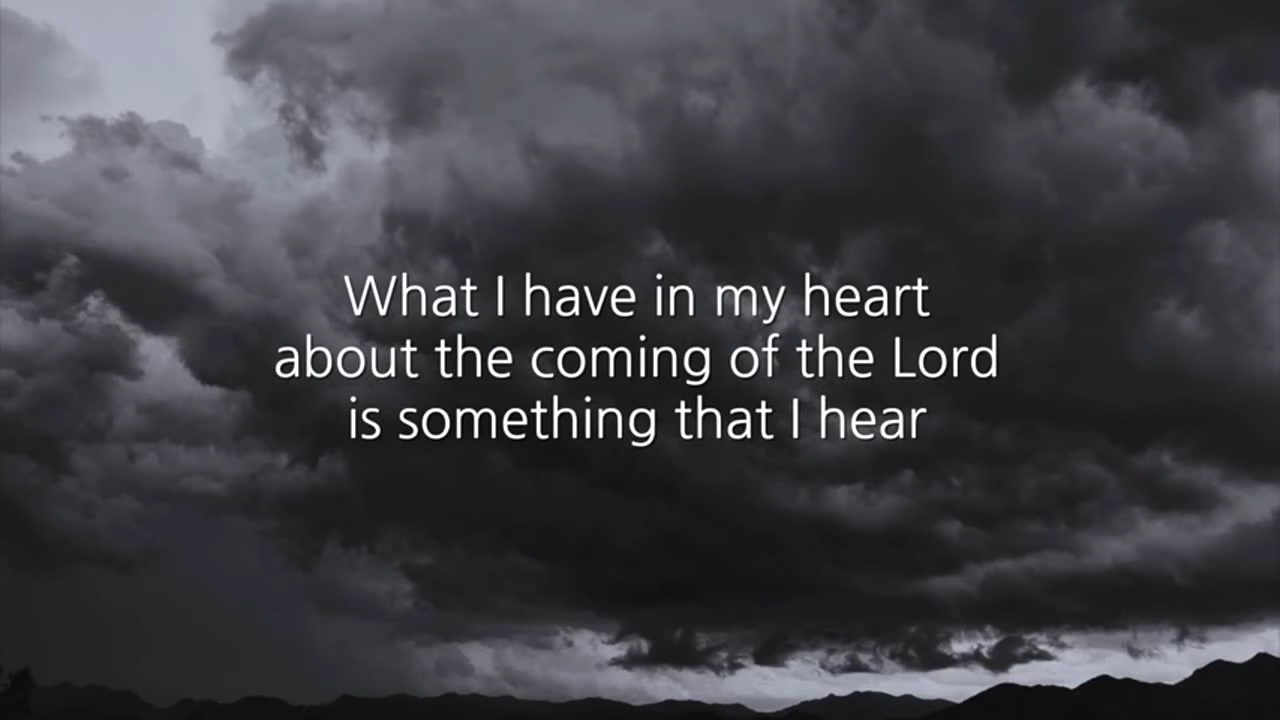 What I have in my heart
about the coming of the Lord
is something that I hear